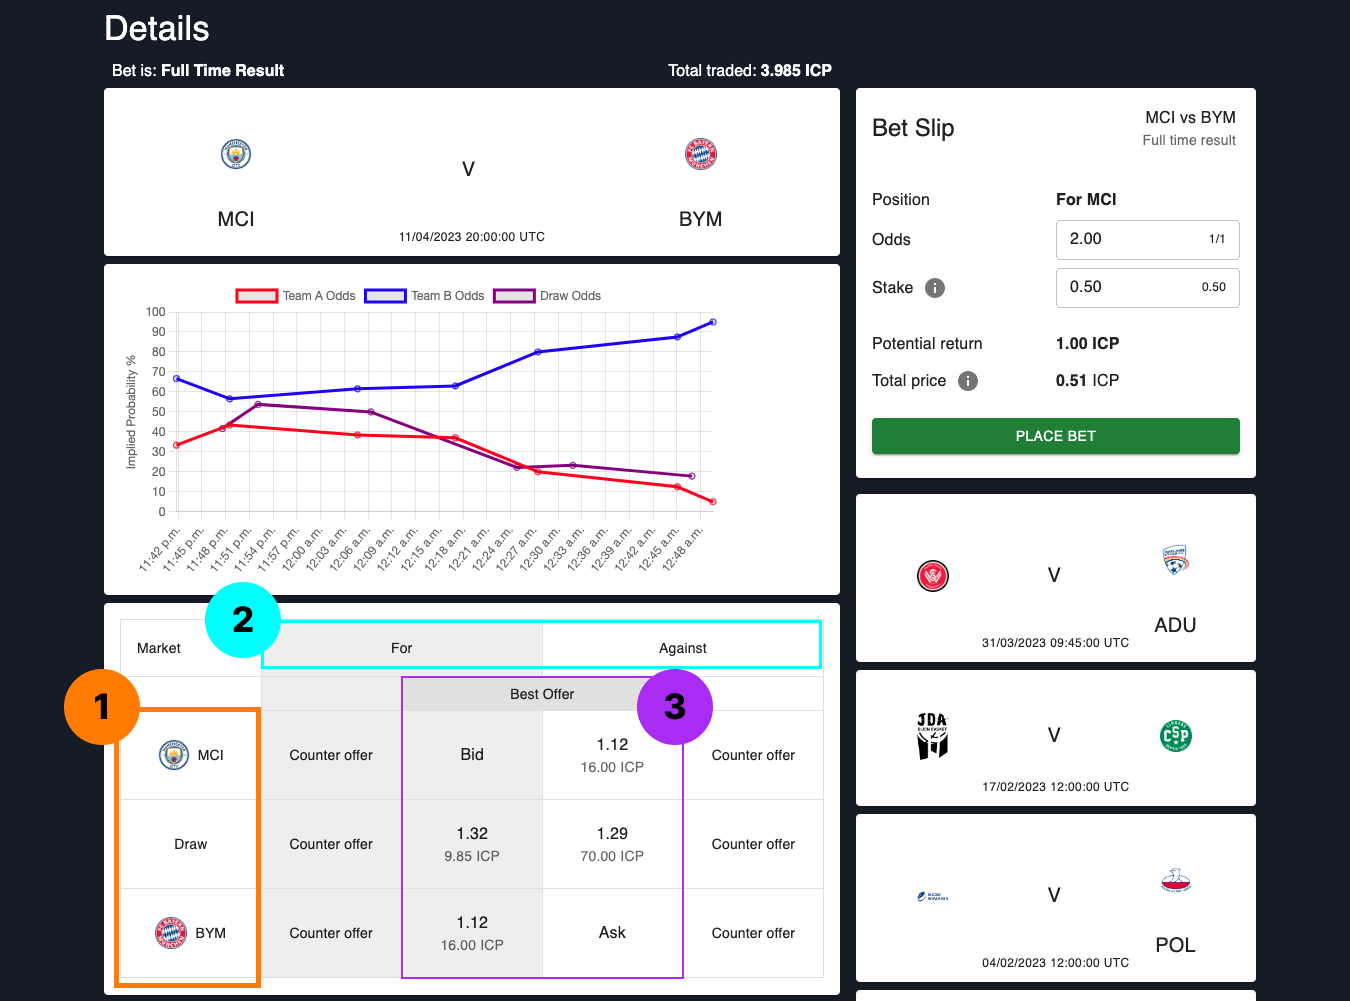 Details
Bet is: Full Time Result
Total traded: 3.985 ICP
V
MCI
BYM
11/04/2023 20:00:00 UTC
Team A Odds Team B Odds Draw Odds
Implied Probability %
100
90
80
70
60
50
40
30
20
10
0
11:42 p.m.
11:45 p.m.
11:48 p.m.
11:51 p.m.
11:54 p.m.
11:57 p.m.
12:00 a.m.
12:03 a.m.
12:06 a.m.
12:09 a.m.
12:12 a.m.
12:15 a.m.
12:18 a.m.
12:21 a.m.
12:24 a.m.
12:27 a.m.
12:30 a.m.
12:33 a.m.
12:36 a.m.
12:39 a.m.
12:42 a.m.
12:45 a.m.
12:48 a.m.
2
Market For Against
1
Best Offer
3
MCI Counter offer Bid 1.12 Counter offer
16.00 ICP
Draw Counter offer 1.32 1.29 Counter offer
9.85 ICP 70.00 ICP
BYM Counter offer 1.12 Ask Counter offer
16.00 ICP
Bet Slip
MCI vs BYM
Full time result
Position For MCI
Odds 2.00 1/1
Stake i 0.50 0.50
Potential return 1.00 ICP
Total price i 0.51 ICP
PLACE BET
V
ADU
31/03/2023 09:45:00 UTC
JDA
V
CSP
17/02/2023 12:00:00 UTC
V
POL
04/02/2023 12:00:00 UTC